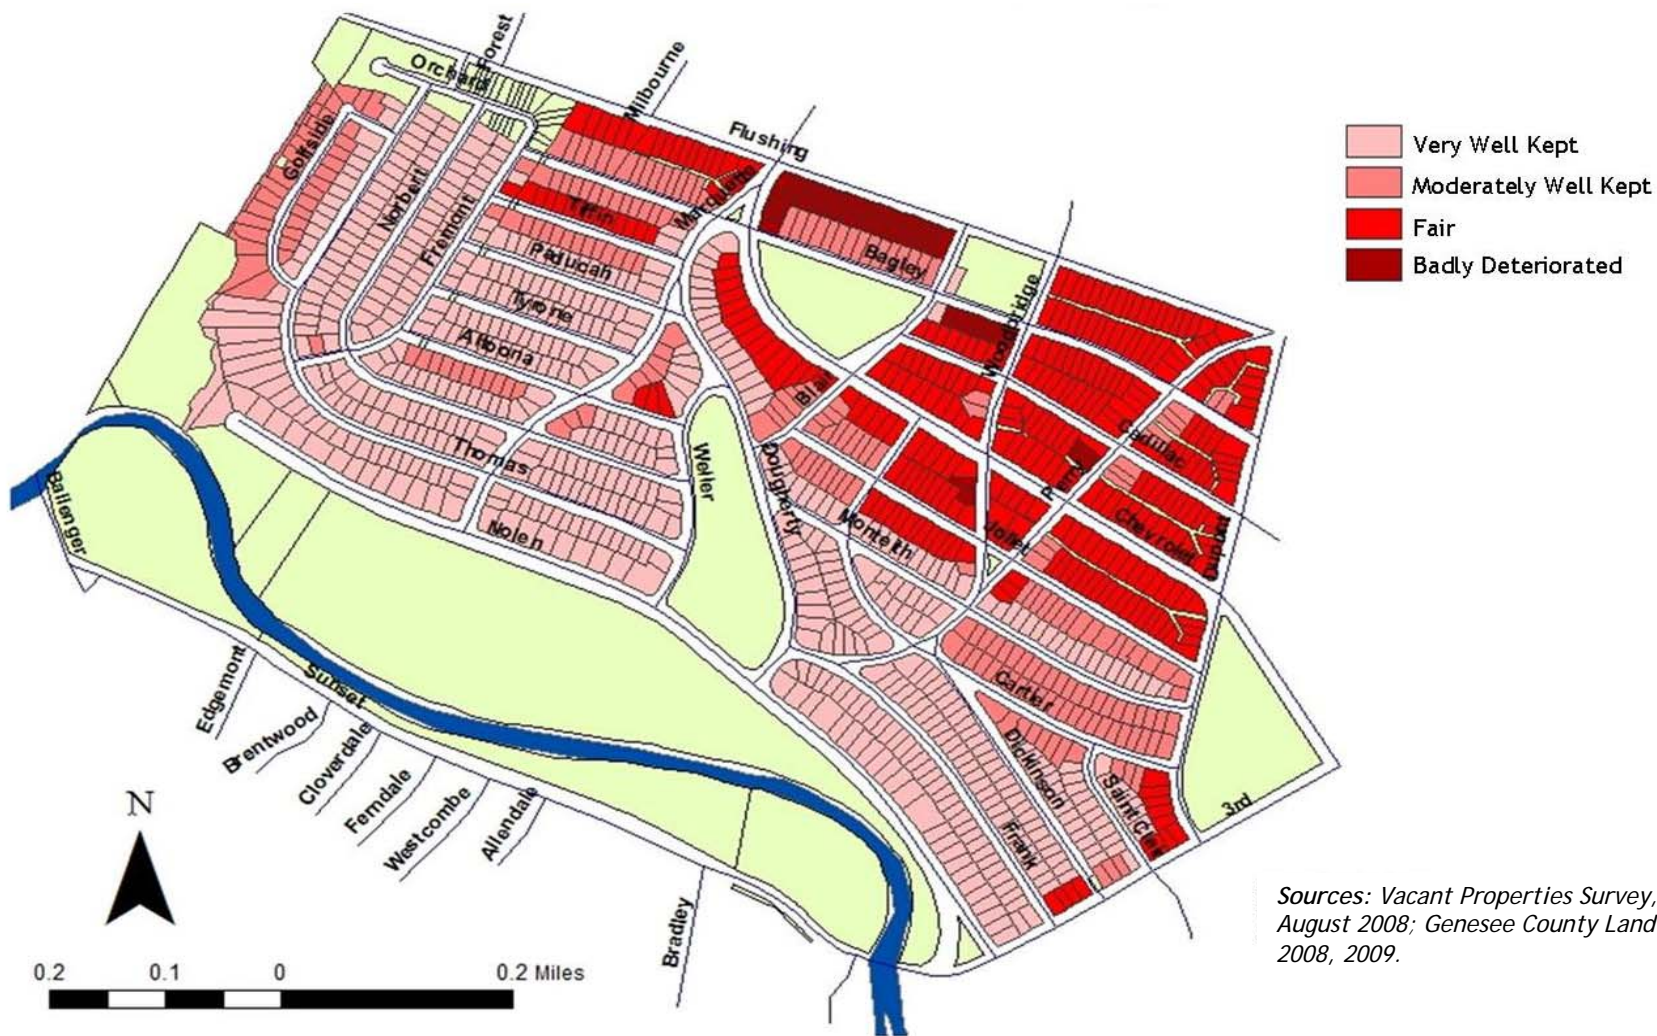 Forest
Orchard
Milbourne
Flushing
Golfside
Norbert
Fremont
Tiffin
Marquette
Paducah
Bagley
Tyrone
Altoona
Woodbridge
Blair
Thomas
Weller
Dougherty
Cadillac
Perry
Nolen
Monteith
Joliet
Chevrolet
Dupont
Ballenger
Cartier
Dickinson
Saint Clair
Frank
3rd
Edgemont
Sunset
Brentwood
Cloverdale
Ferndale
Westcombe
Allendale
Bradley
Very Well Kept
Moderately Well Kept
Fair
Badly Deteriorated
N
0.2 0.1 0 0.2 Miles
Sources: Vacant Properties Survey,
August 2008; Genesee County Land
2008, 2009.